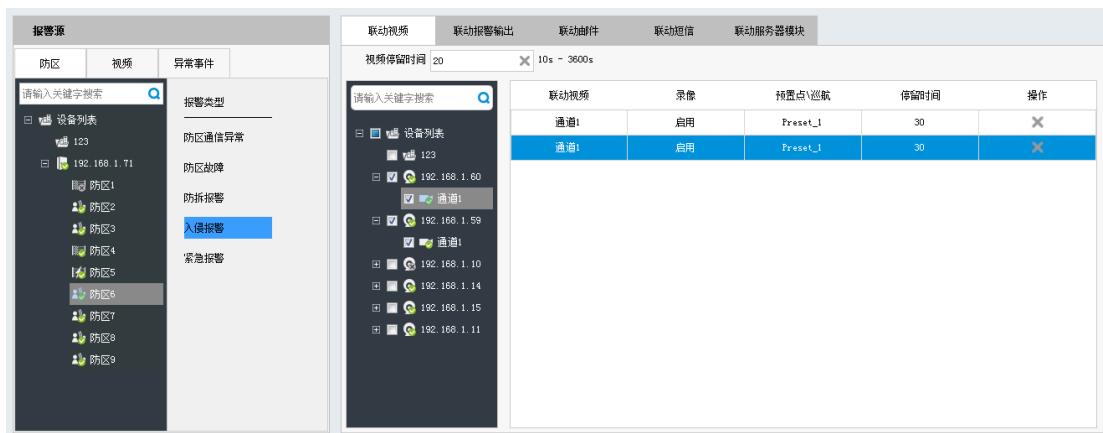 报警源
防区 视频 异常事件
请输入关键字搜索
设备列表
123
192.168.1.71
防区1
防区2
防区3
防区4
防区5
防区6
防区7
防区8
防区9
报警类型
防区通信异常
防区故障
防拆报警
入侵报警
紧急报警
联动视频 联动报警输出 联动邮件 联动短信 联动服务器模块
视频停留时间 20 10s - 3600s
请输入关键字搜索
设备列表
123
192.168.1.60
通道1
192.168.1.59
通道1
192.168.1.10
192.168.1.14
192.168.1.15
192.168.1.11
联动视频 录像 预置点\巡航 停留时间 操作
通道1 启用 Preset_1 30
通道1 启用 Preset_1 30